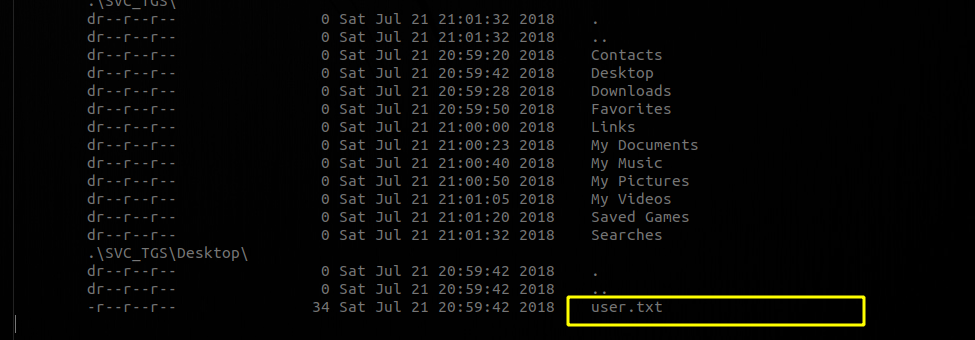 .\SVC_TGS\
dr--r--r-- 0 Sat Jul 21 21:01:32 2018 .
dr--r--r-- 0 Sat Jul 21 21:01:32 2018 ..
dr--r--r-- 0 Sat Jul 21 20:59:20 2018 Contacts
dr--r--r-- 0 Sat Jul 21 20:59:42 2018 Desktop
dr--r--r-- 0 Sat Jul 21 20:59:28 2018 Downloads
dr--r--r-- 0 Sat Jul 21 20:59:50 2018 Favorites
dr--r--r-- 0 Sat Jul 21 21:00:00 2018 Links
dr--r--r-- 0 Sat Jul 21 21:00:23 2018 My Documents
dr--r--r-- 0 Sat Jul 21 21:00:40 2018 My Music
dr--r--r-- 0 Sat Jul 21 21:00:50 2018 My Pictures
dr--r--r-- 0 Sat Jul 21 21:01:05 2018 My Videos
dr--r--r-- 0 Sat Jul 21 21:01:20 2018 Saved Games
dr--r--r-- 0 Sat Jul 21 21:01:32 2018 Searches
.\SVC_TGS\Desktop\
dr--r--r-- 0 Sat Jul 21 20:59:42 2018 .
dr--r--r-- 0 Sat Jul 21 20:59:42 2018 ..
-r--r--r-- 34 Sat Jul 21 20:59:42 2018 user.txt